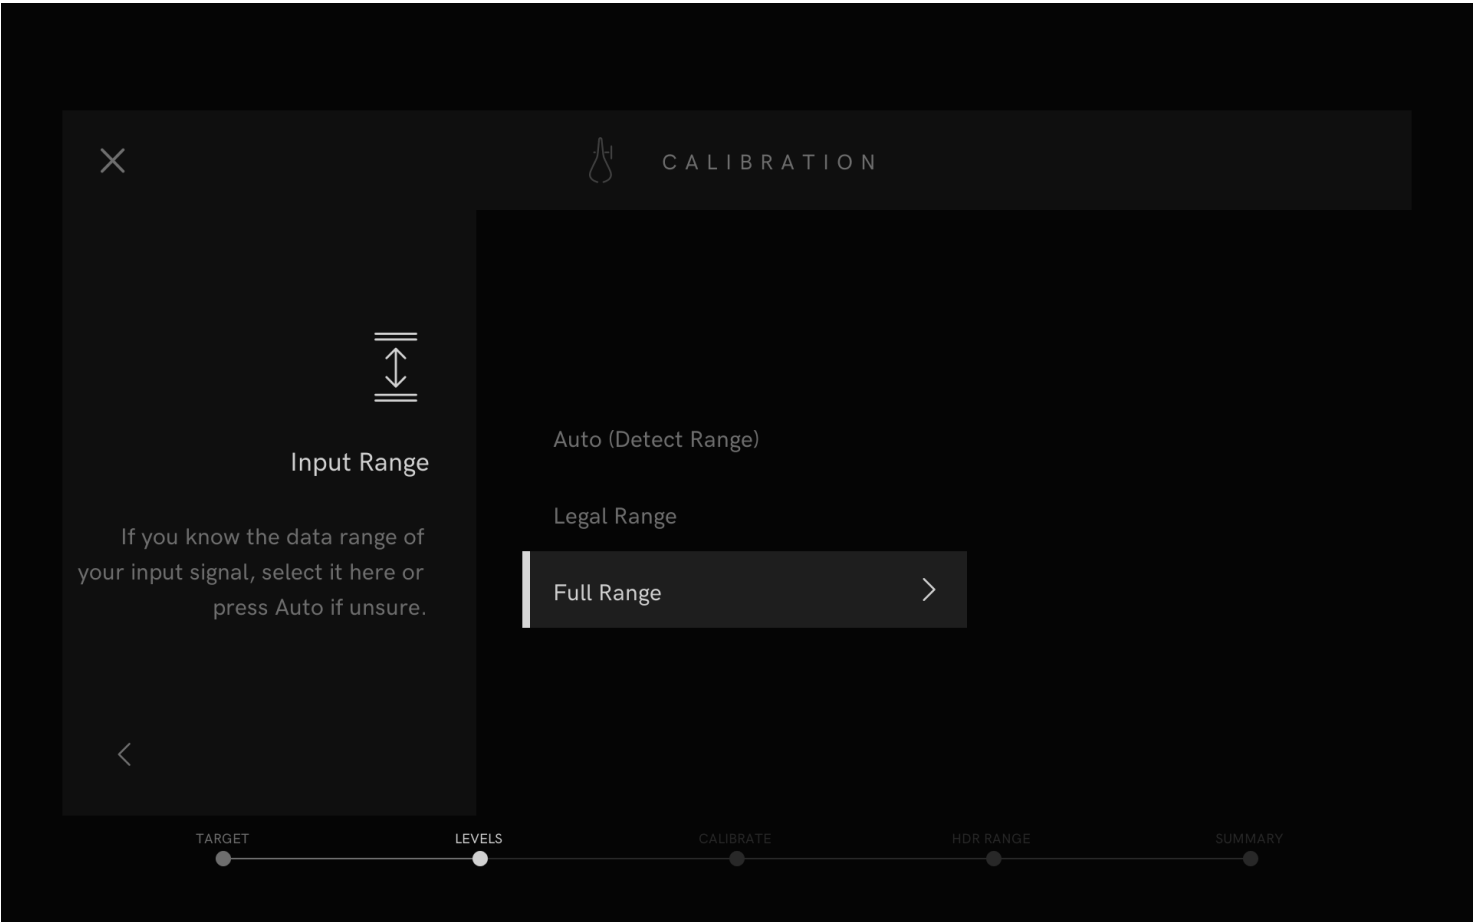 CALIBRATION
Input Range
If you know the data range of
your input signal, select it here or
press Auto if unsure.
Auto (Detect Range)
Legal Range
Full Range
TARGET
LEVELS
CALIBRATE
HDR RANGE
SUMMARY